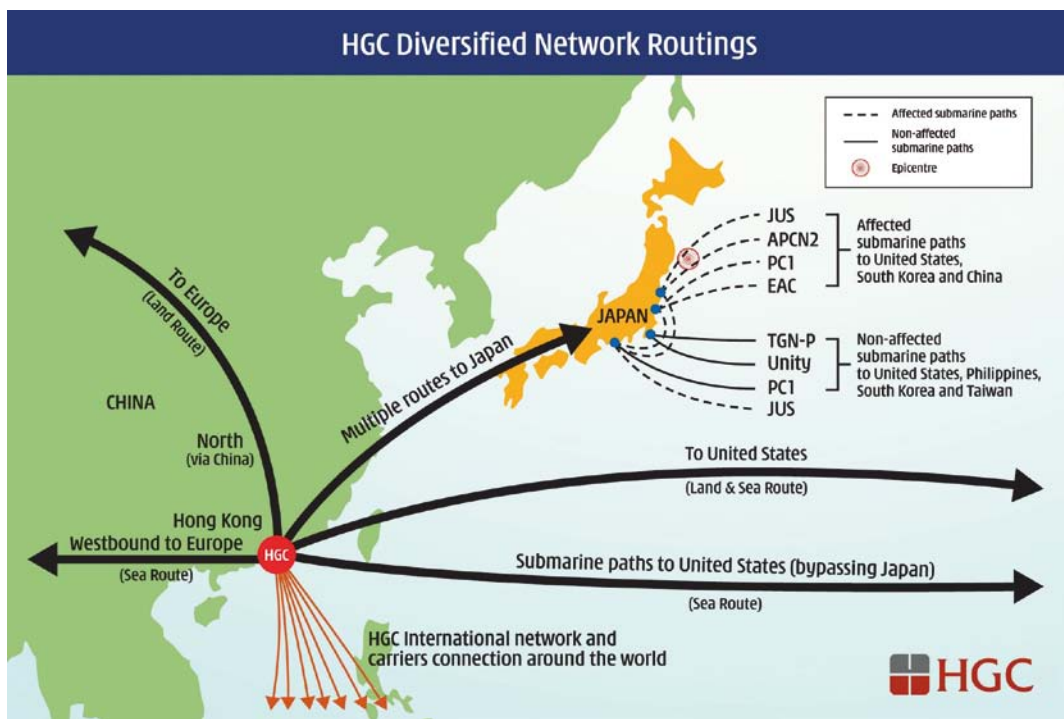 HGC Diversified Network Routings
Affected submarine paths
Non-affected
submarine paths
Epicentre
JUS
APCN2
PC1
EAC
Affected
submarine paths
to United States,
South Korea and China
TGN-P
Unity
PC1
JUS
Non-affected
submarine paths
to United States, Philippines,
South Korea and Taiwan
JAPAN
To Europe
(Land Route)
Multiple routes to Japan
CHINA
North
(via China)
To United States
(Land & Sea Route)
Hong Kong
HGC
Westbound to Europe
(Sea Route)
Submarine paths to United States (bypassing Japan)
(Sea Route)
HGC International network and
carriers connection around the world
HGC